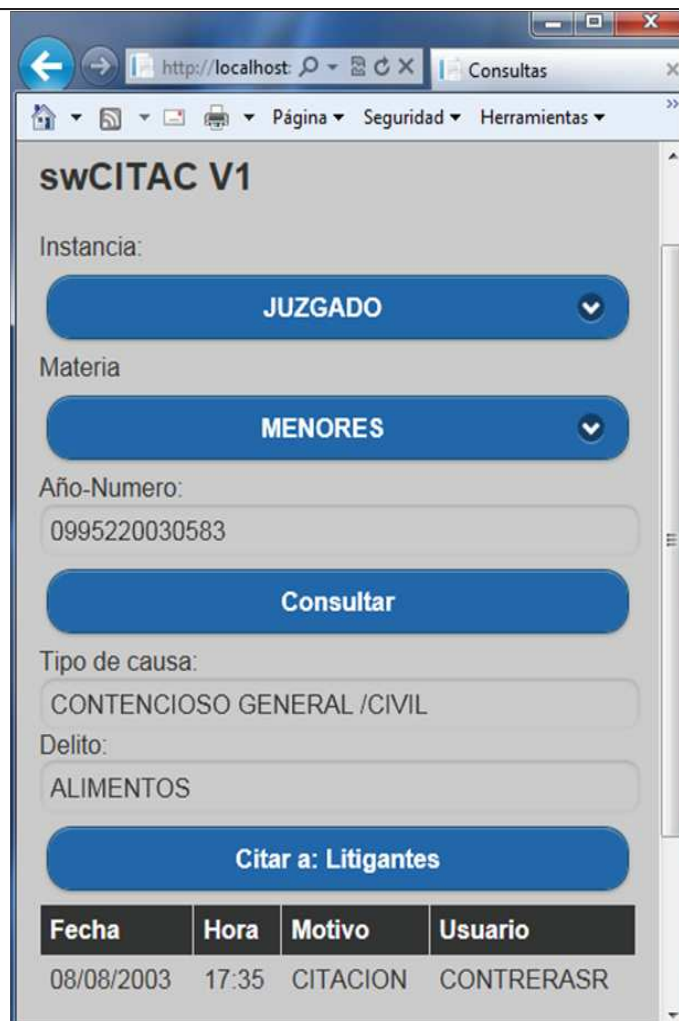 http://localhost:
Consultas
Página
Seguridad
Herramientas
swCITAC V1
Instancia:
JUZGADO
Materia
MENORES
Año-Numero:
0995220030583
Consultar
Tipo de causa:
CONTENCIOSO GENERAL /CIVIL
Delito:
ALIMENTOS
Citar a: Litigantes
Fecha Hora Motivo Usuario
08/08/2003 17:35 CITACION CONTRERASR